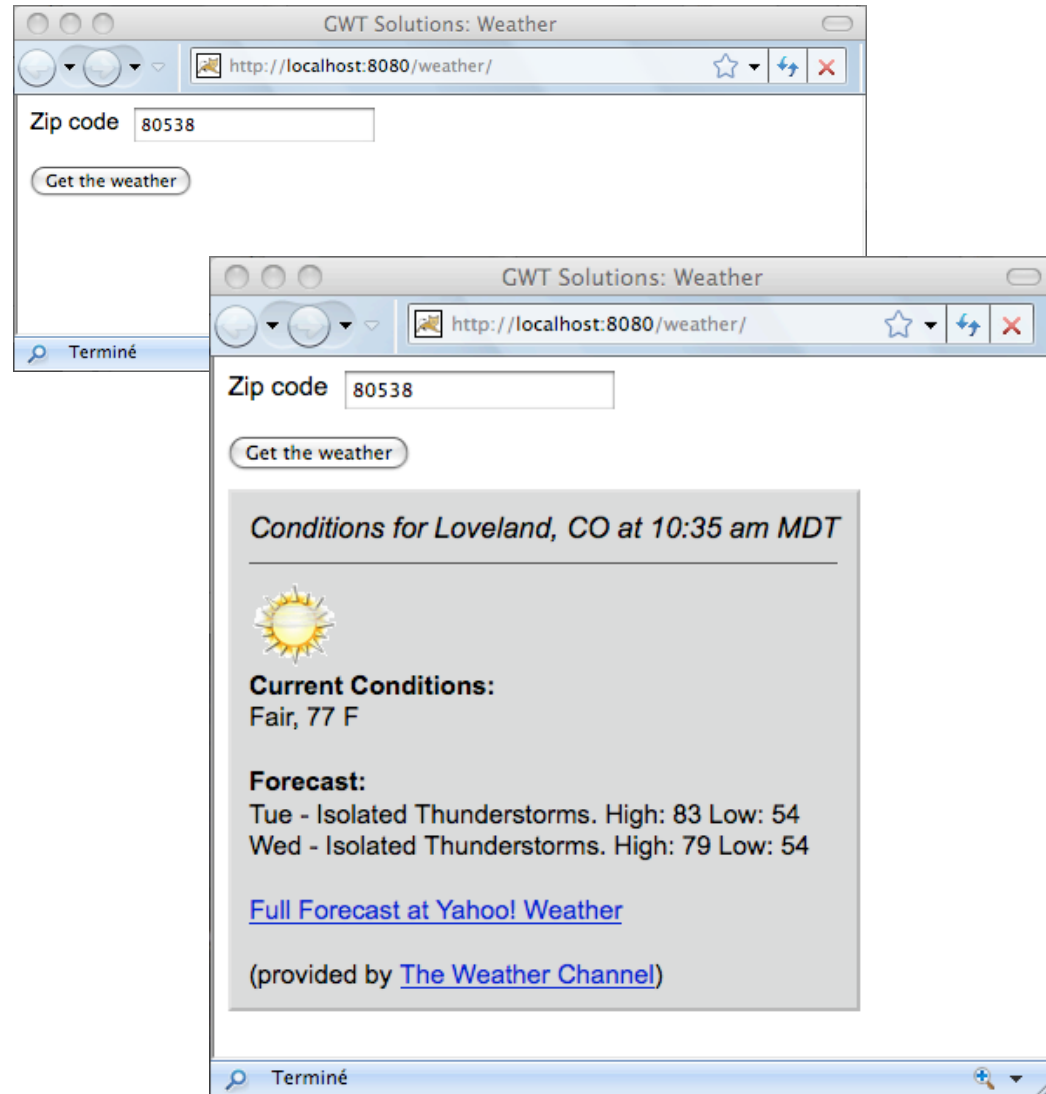 GWT Solutions: Weather
http://localhost:8080/weather/
Zip code 80538
Get the weather
Terminé
GWT Solutions: Weather
http://localhost:8080/weather/
Zip code 80538
Get the weather
Conditions for Loveland, CO at 10:35 am MDT
Current Conditions:
Fair, 77 F
Forecast:
Tue - Isolated Thunderstorms. High: 83 Low: 54
Wed - Isolated Thunderstorms. High: 79 Low: 54
Full Forecast at Yahoo! Weather
(provided by The Weather Channel)
Terminé